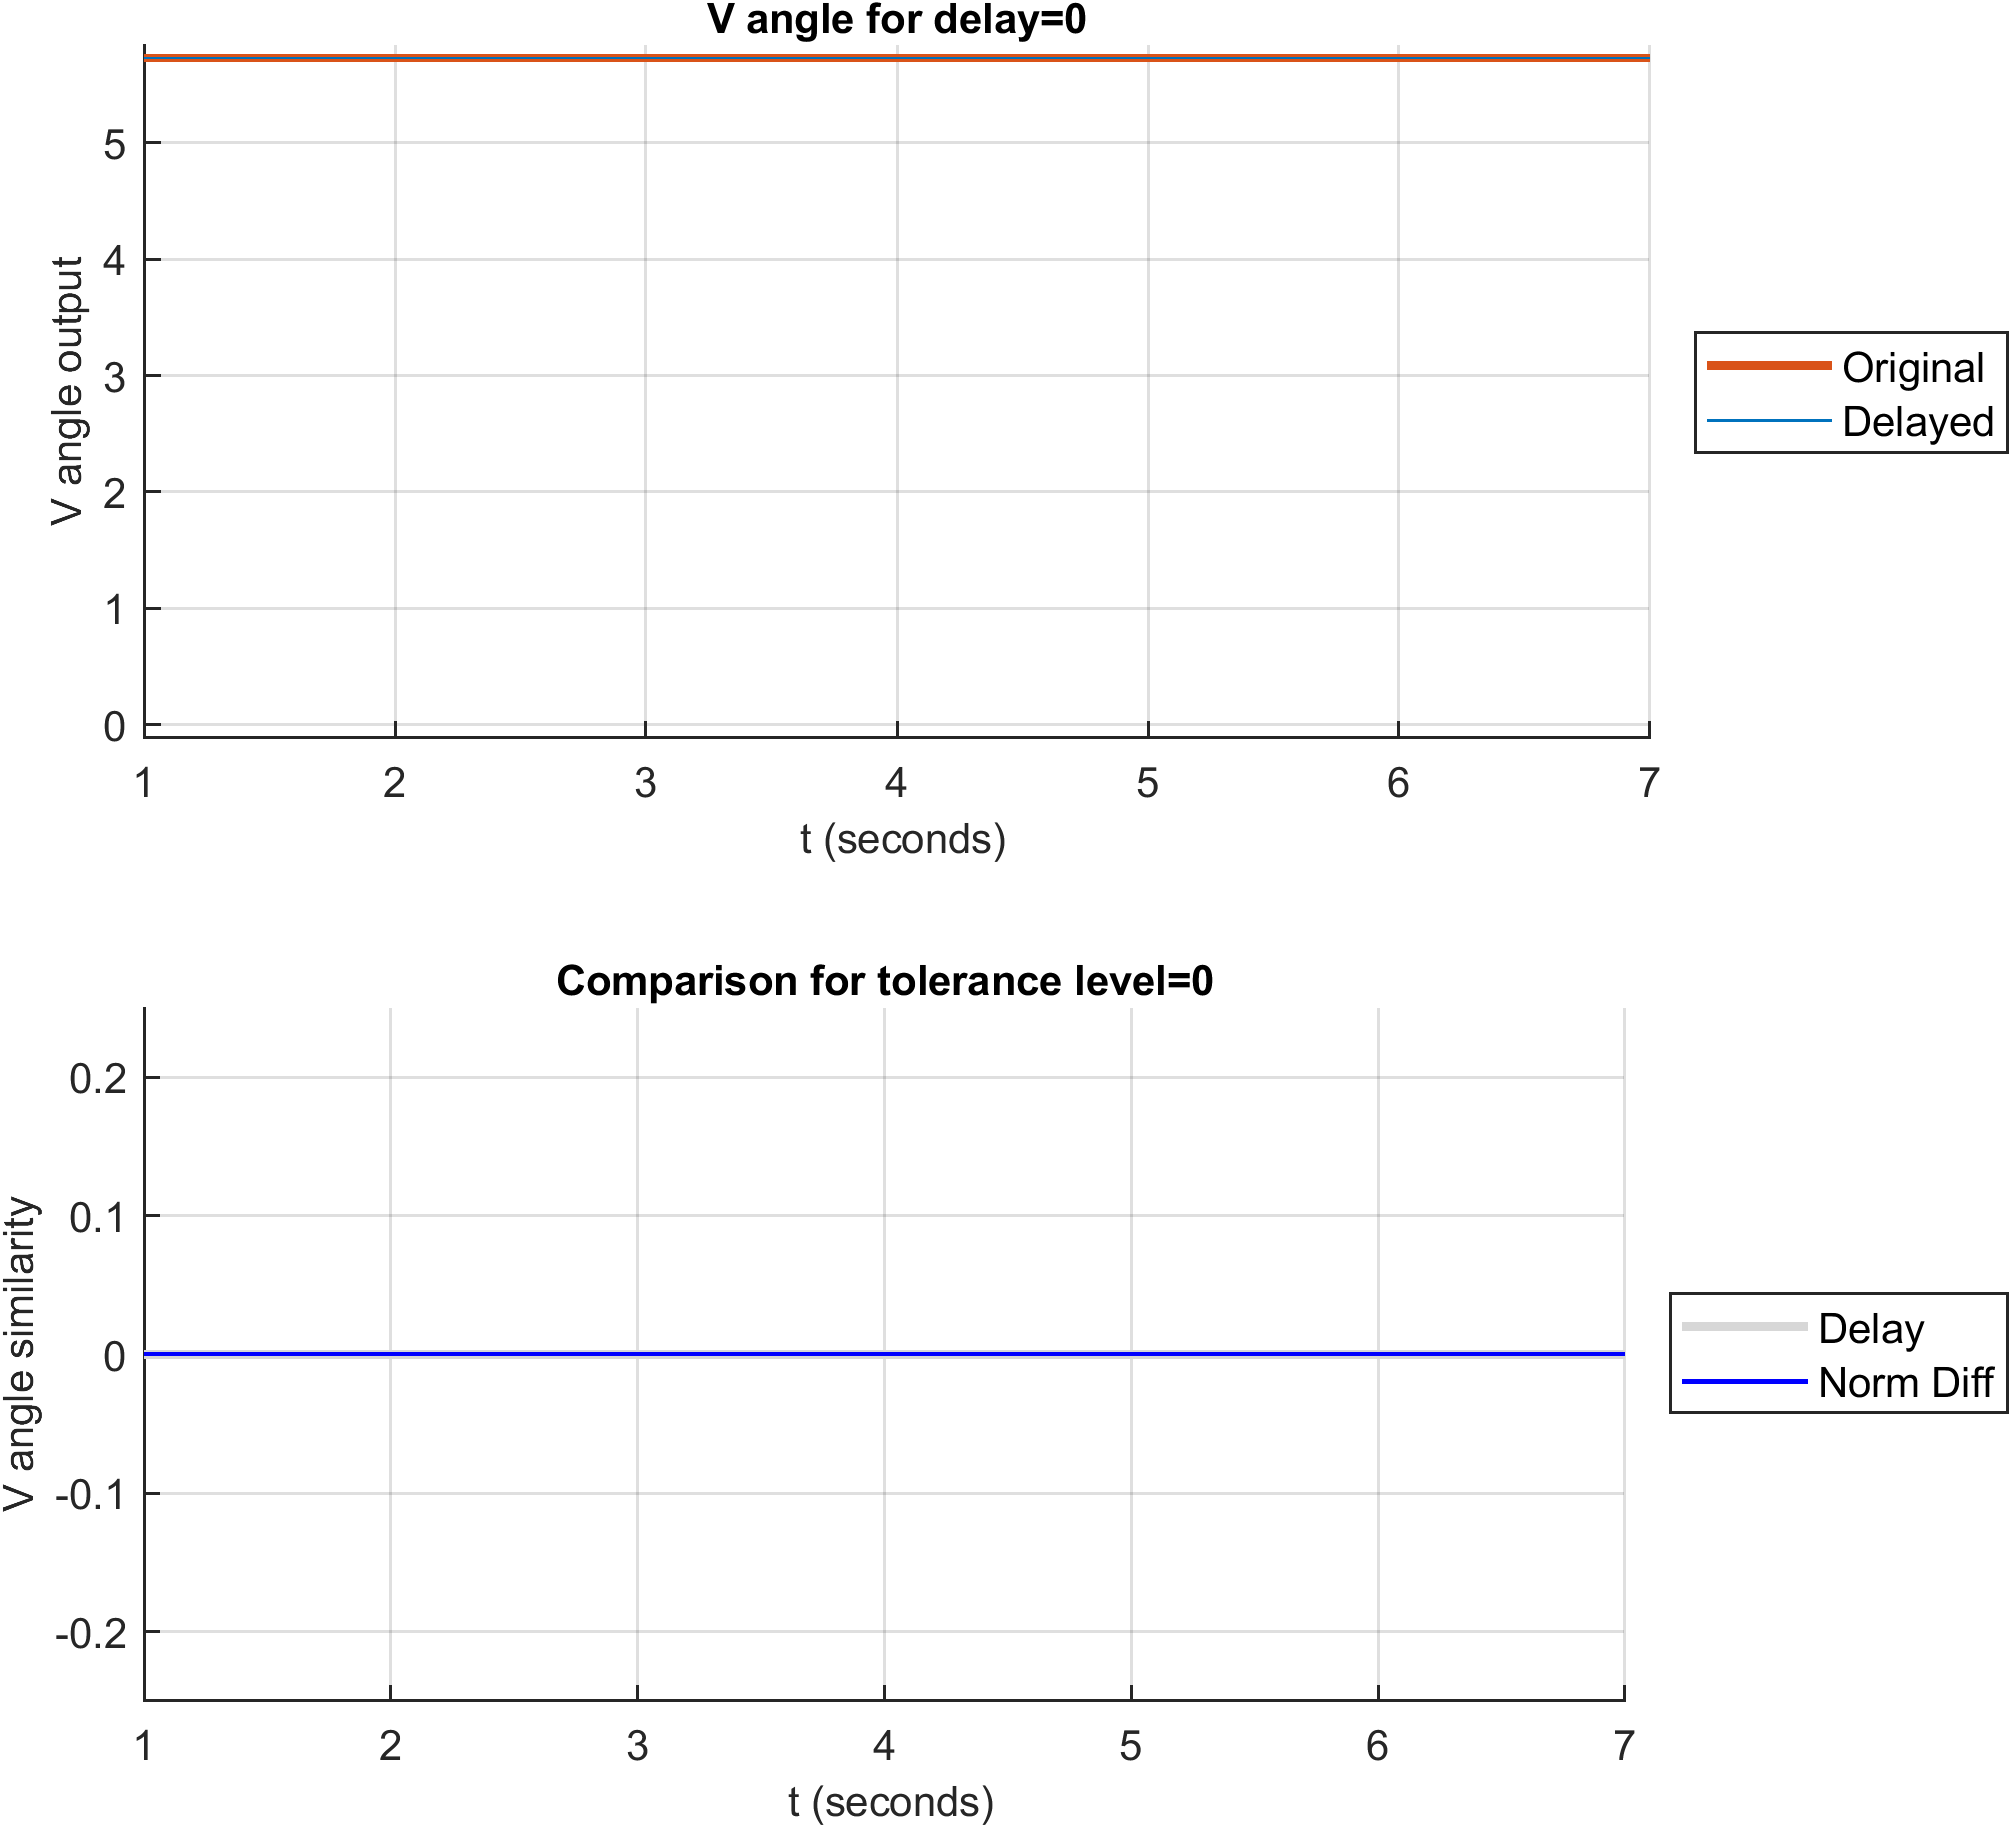 V angle for delay=0
5
4
3
2
1
0
V angle output
1 2 3 4 5 6 7
t (seconds)
Original
Delayed
Comparison for tolerance level=0
0.2
0.1
0
-0.1
-0.2
V angle similarity
1 2 3 4 5 6 7
t (seconds)
Delay
Norm Diff